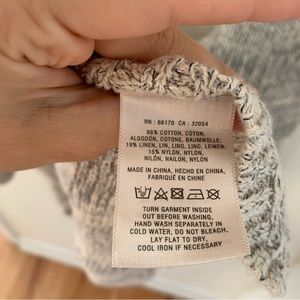 RN : 66170 CA : 32054
66% COTTON, COTON,
ALGODÓN, COTONE, BAUMWOLLE;
19% LINEN, LIN, LINO, LINO, LEINEN;
15% NYLON, NYLON,
NILÓN, NAILON, NYLON
MADE IN CHINA, HECHO EN CHINA,
FABRIQUÉ EN CHINE
TURN GARMENT INSIDE
OUT BEFORE WASHING,
HAND WASH SEPARATELY IN
COLD WATER, DO NOT BLEACH,
LAY FLAT TO DRY,
COOL IRON IF NECESSARY